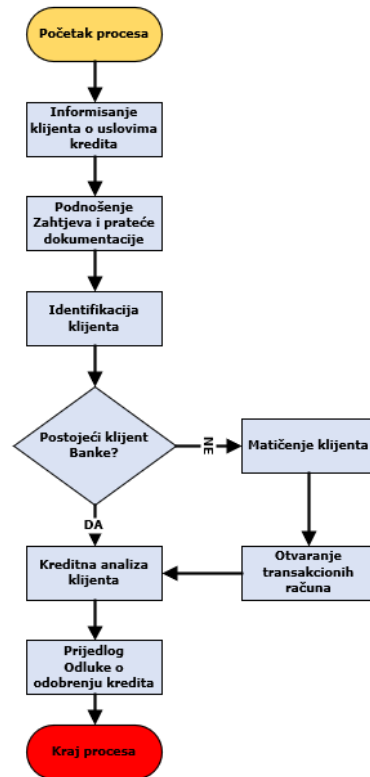 Početak procesa
Informisanje
klijenta o uslovima
kredita
Podnošenje
Zahtjeva i prateće
dokumentacije
Identifikacija
klijenta
Postojeći klijent
Banke?
NE
Matičenje klijenta
DA
Otvaranje
transakcionih
računa
Kreditna analiza
klijenta
Prijedlog
Odluke o
odobrenju kredita
Kraj procesa